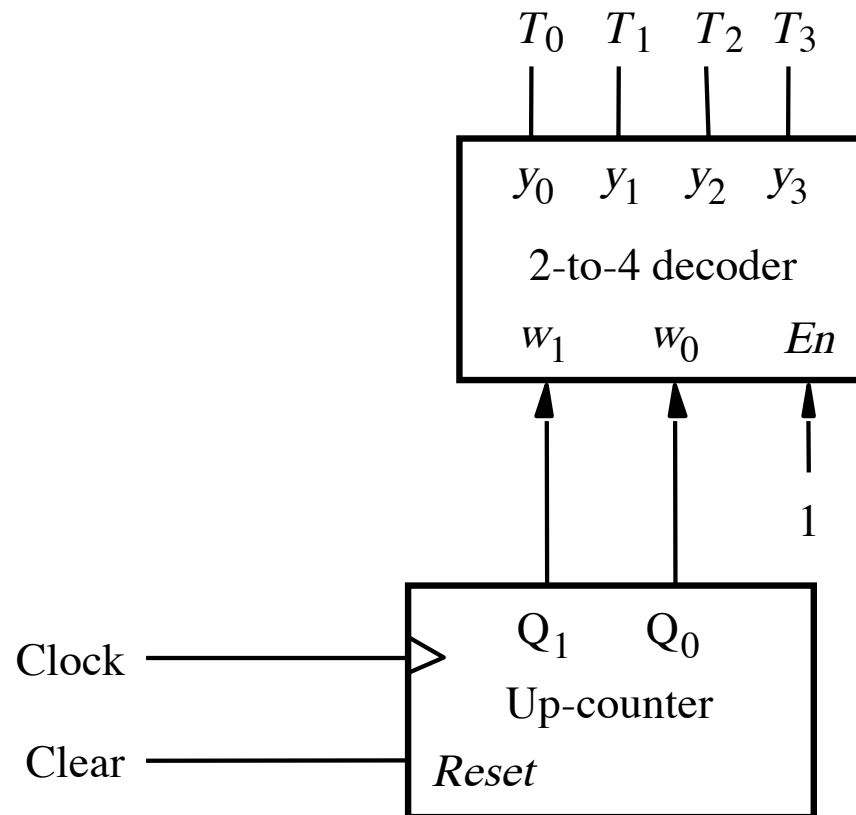 T0 T1 T2 T3
y0 y1 y2 y3
2-to-4 decoder
w1 w0 En
1
Q1 Q0
Clock
Up-counter
Clear
Reset